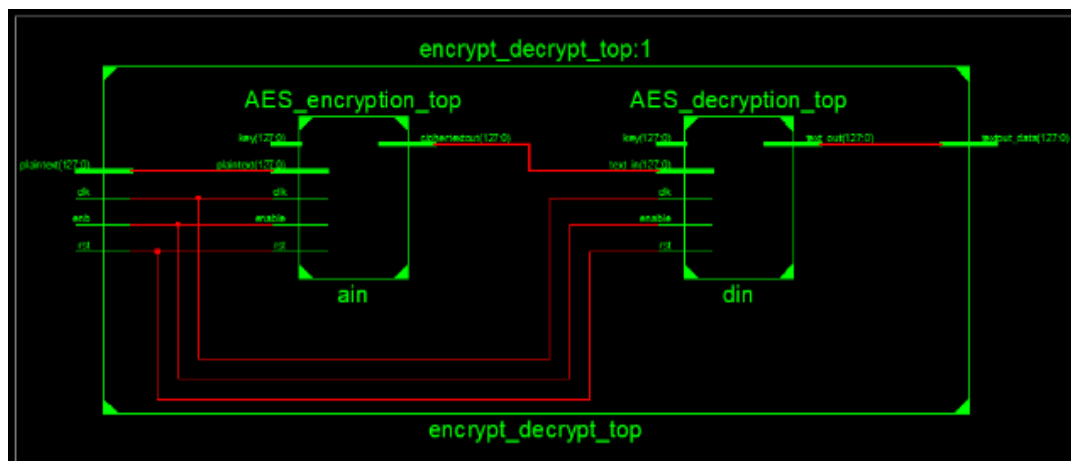 encrypt_decrypt_top:1
AES_encryption_top
AES_decryption_top
key(127:0)
cipheredout(127:0)
key(127:0)
text_out(127:0)
output_data(127:0)
plaintext(127:0)
plaintext(127:0)
text_in(127:0)
clk
clk
clk
enb
enable
enable
rst
rst
rst
ain
din
encrypt_decrypt_top